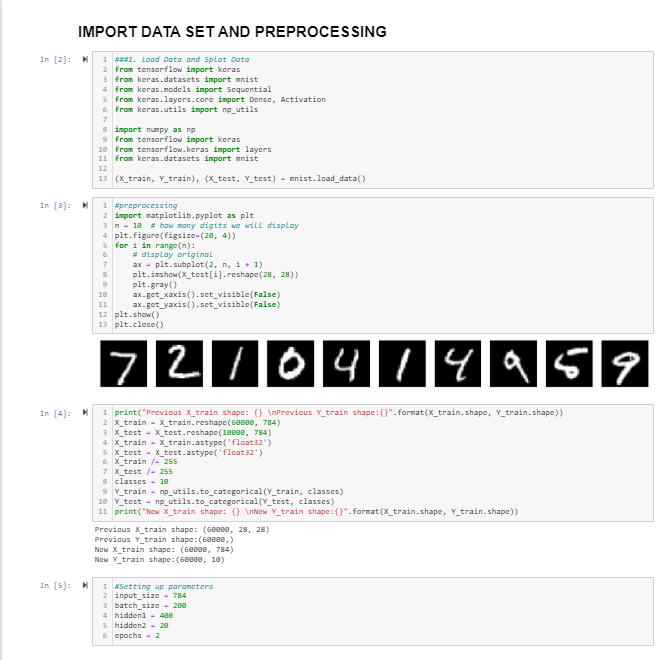 IMPORT DATA SET AND PREPROCESSING
In [2]:
1 ###1. Load Data and Splot Data
2 from tensorflow import keras
3 from keras.datasets import mnist
4 from keras.models import Sequential
5 from keras.layers.core import Dense, Activation
6 from keras.utils import np_utils
7
8 import numpy as np
9 from tensorflow import keras
10 from tensorflow.keras import layers
11 from keras.datasets import mnist
12
13 (X_train, Y_train), (X_test, Y_test) = mnist.load_data()
In [3]:
1 #preprocessing
2 import matplotlib.pyplot as plt
3 n = 10 # how many digits we will display
4 plt.figure(figsize=(20, 4))
5 for i in range(n):
6 # display original
7 ax = plt.subplot(2, n, i + 1)
8 plt.imshow(X_test[i].reshape(28, 28))
9 plt.gray()
10 ax.get_xaxis().set_visible(False)
11 ax.get_yaxis().set_visible(False)
12 plt.show()
13 plt.close()
7 2 1 0 4 1 4 9 5 9
In [4]:
1 print("Previous X_train shape: {} \nPrevious Y_train shape:{}".format(X_train.shape, Y_train.shape))
2 X_train = X_train.reshape(60000, 784)
3 X_test = X_test.reshape(10000, 784)
4 X_train = X_train.astype('float32')
5 X_test = X_test.astype('float32')
6 X_train /= 255
7 X_test /= 255
8 classes = 10
9 Y_train = np_utils.to_categorical(Y_train, classes)
10 Y_test = np_utils.to_categorical(Y_test, classes)
11 print("New X_train shape: {} \nNew Y_train shape:{}".format(X_train.shape, Y_train.shape))
Previous X_train shape: (60000, 28, 28)
Previous Y_train shape:(60000,)
New X_train shape: (60000, 784)
New Y_train shape:(60000, 10)
In [5]:
1 #Setting up parameters
2 input_size = 784
3 batch_size = 200
4 hidden1 = 400
5 hidden2 = 20
6 epochs = 2